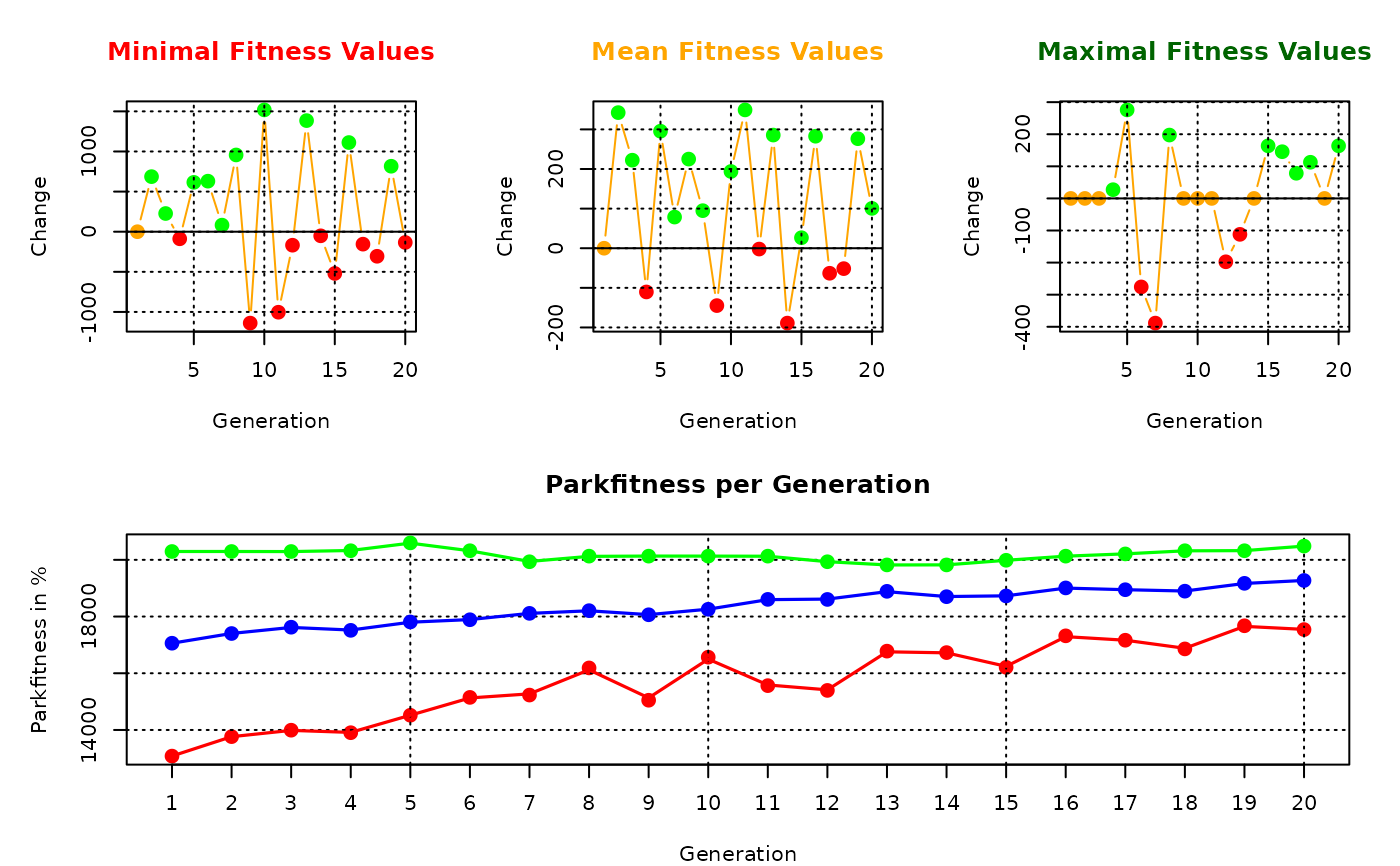 Minimal Fitness Values
Change
1000
0
-1000
5 10 15 20
Generation
Mean Fitness Values
Change
200
0
-200
5 10 15 20
Generation
Maximal Fitness Values
Change
200
-100
-400
5 10 15 20
Generation
Parkfitness per Generation
Parkfitness in %
18000
14000
1 2 3 4 5 6 7 8 9 10 11 12 13 14 15 16 17 18 19 20
Generation